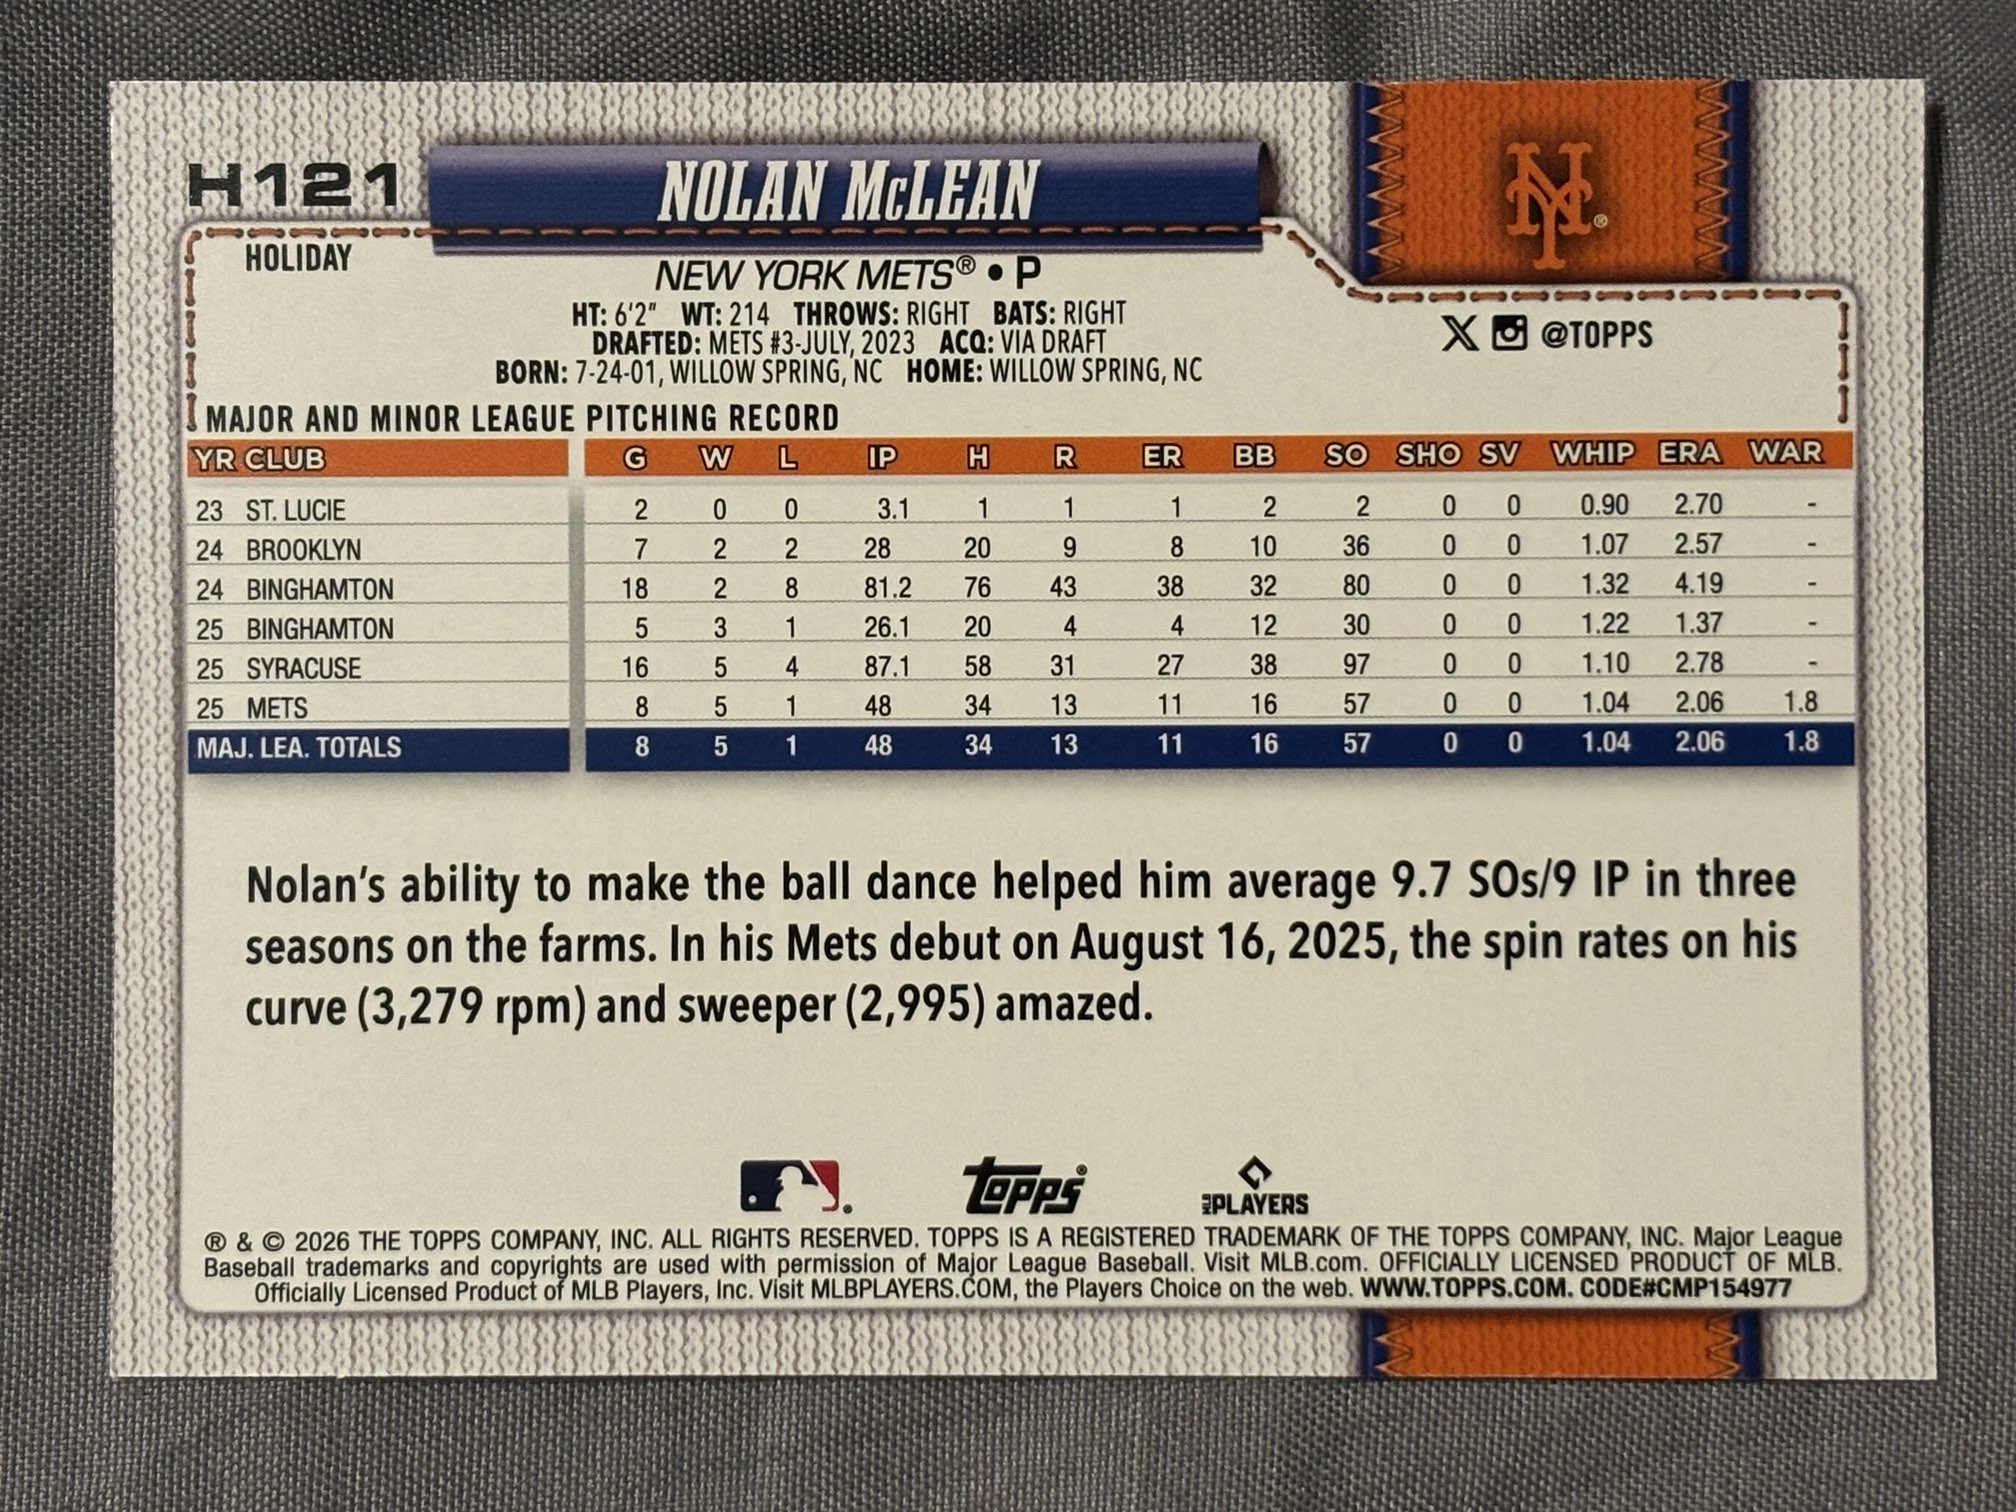 H121
NOLAN McLEAN
HOLIDAY
NEW YORK METS® • P
HT: 6'2" WT: 214 THROWS: RIGHT BATS: RIGHT
DRAFTED: METS #3-JULY, 2023 ACQ: VIA DRAFT
BORN: 7-24-01, WILLOW SPRING, NC HOME: WILLOW SPRING, NC
NY®
X @TOPPS
MAJOR AND MINOR LEAGUE PITCHING RECORD
YR CLUB G W L IP H R ER BB SO SHO SV WHIP ERA WAR
23 ST. LUCIE 2 0 0 3.1 1 1 1 2 2 0 0 0.90 2.70 -
24 BROOKLYN 7 2 2 28 20 9 8 10 36 0 0 1.07 2.57 -
24 BINGHAMTON 18 2 8 81.2 76 43 38 32 80 0 0 1.32 4.19 -
25 BINGHAMTON 5 3 1 26.1 20 4 4 12 30 0 0 1.22 1.37 -
25 SYRACUSE 16 5 4 87.1 58 31 27 38 97 0 0 1.10 2.78 -
25 METS 8 5 1 48 34 13 11 16 57 0 0 1.04 2.06 1.8
MAJ. LEA. TOTALS 8 5 1 48 34 13 11 16 57 0 0 1.04 2.06 1.8
Nolan's ability to make the ball dance helped him average 9.7 SOs/9 IP in three
seasons on the farms. In his Mets debut on August 16, 2025, the spin rates on his
curve (3,279 rpm) and sweeper (2,995) amazed.
Topps® MLB PLAYERS
® & © 2026 THE TOPPS COMPANY, INC. ALL RIGHTS RESERVED. TOPPS IS A REGISTERED TRADEMARK OF THE TOPPS COMPANY, INC. Major League
Baseball trademarks and copyrights are used with permission of Major League Baseball. Visit MLB.com. OFFICIALLY LICENSED PRODUCT OF MLB.
Officially Licensed Product of MLB Players, Inc. Visit MLBPLAYERS.COM, the Players Choice on the web. WWW.TOPPS.COM. CODE#CMP154977